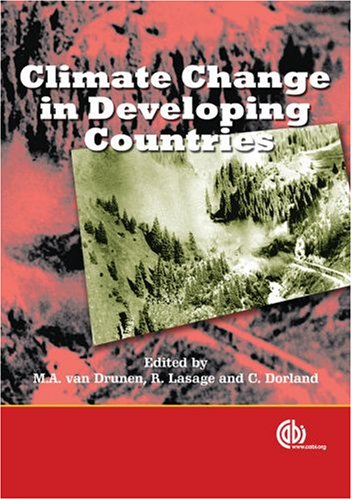 Climate Change
in Developing
Countries
Edited by
M.A. van Drunen, R. Lasage and C. Dorland
cabi
www.cabi.org